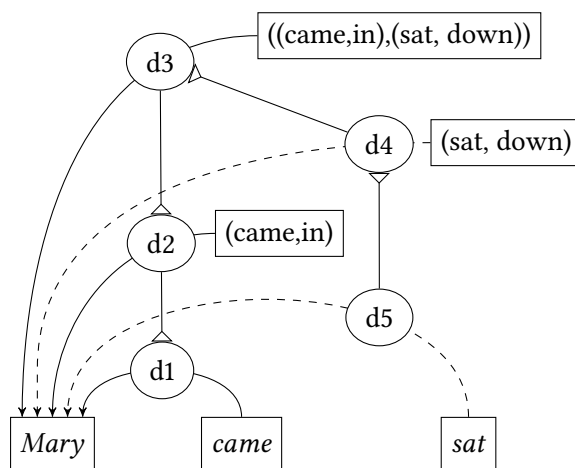 ((came,in),(sat, down))
d3
d4
(sat, down)
d2
(came,in)
d5
d1
Mary
came
sat